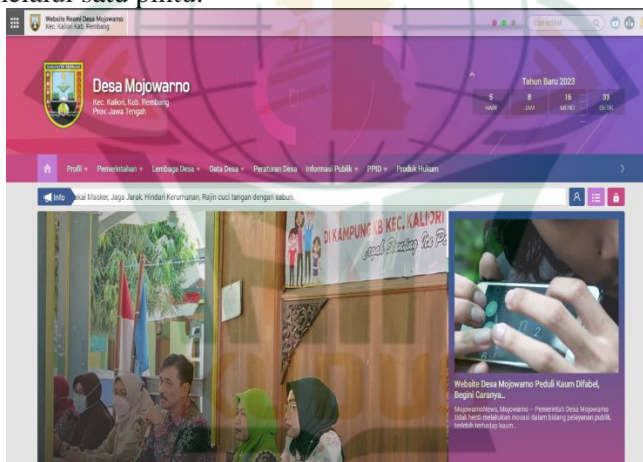 melalui satu pintu.
Website Resmi Desa Mojowarno
Kec. Kaliori Kab. Rembang
Cari Artikel
Desa Mojowarno
Kec. Kaliori, Kab. Rembang
Prov. Jawa Tengah
Tahun Baru 2023
5 8 16 33
HARI JAM MENIT DETIK
Profil Pemerintahan Lembaga Desa Data Desa Peraturan Desa Informasi Publik PPID Produk Hukum
Info akai Masker, Jaga Jarak, Hindari Kerumunan, Rajin cuci tangan dengan sabun.
DI KAMPUNG KB KEC. KALIORI
Website Desa Mojowarno Peduli Kaum Difabel,
Begini Caranya...
MojowarnoNews, Mojowarno – Pemerintah Desa Mojowarno
tidak henti melakukan inovasi dalam bidang pelayanan publik,
terlebih terhadap kaum...
KUDUS